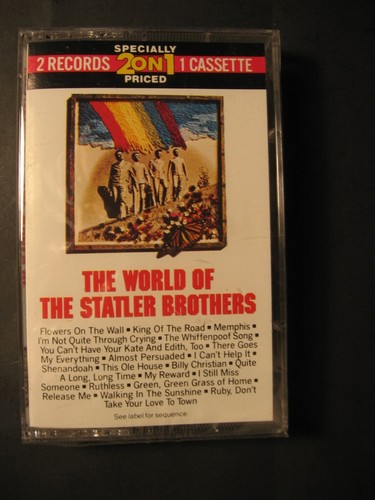 SPECIALLY
2 RECORDS 2 ON 1 1 CASSETTE
PRICED
THE WORLD OF
THE STATLER BROTHERS
Flowers On The Wall ▪ King Of The Road ▪ Memphis ▪
I'm Not Quite Through Crying ▪ The Whiffenpoof Song ▪
You Can't Have Your Kate And Edith, Too ▪ There Goes
My Everything ▪ Almost Persuaded ▪ I Can't Help It ▪
Shenandoah ▪ This Ole House ▪ Billy Christian ▪ Quite
A Long, Long Time ▪ My Reward ▪ I Still Miss
Someone ▪ Ruthless ▪ Green, Green Grass of Home ▪
Release Me ▪ Walking In The Sunshine ▪ Ruby, Don't
Take Your Love To Town
See label for sequence.